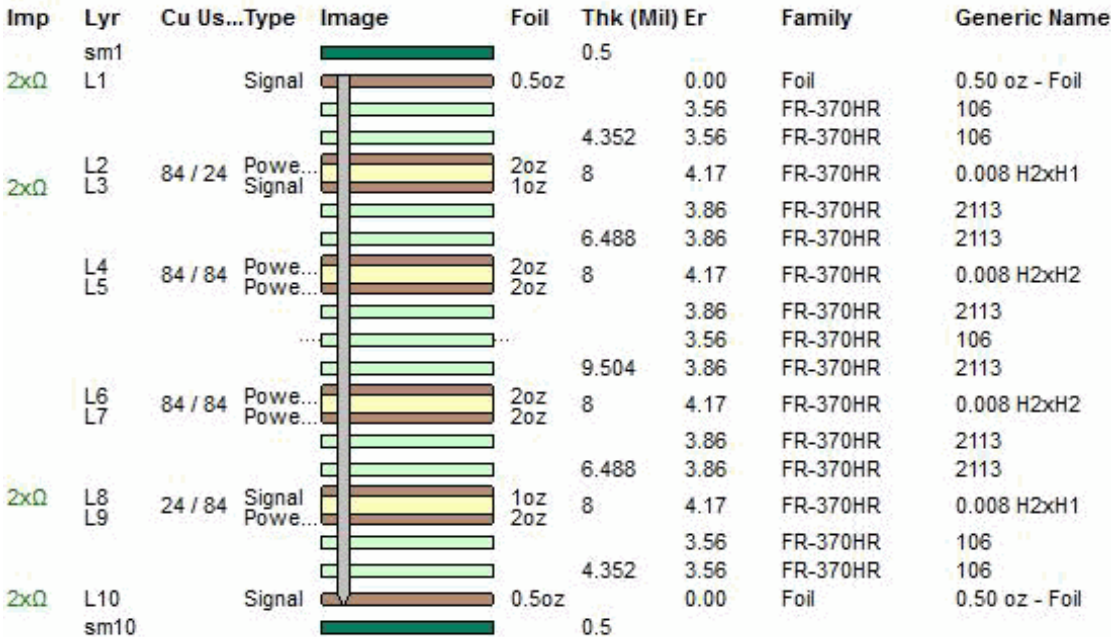 Imp Lyr Cu Us...Type Image Foil Thk (Mil) Er Family Generic Name
sm1 0.5
2xΩ L1 Signal 0.5oz 0.00 Foil 0.50 oz - Foil
3.56 FR-370HR 106
4.352 3.56 FR-370HR 106
L2 Powe... 2oz
2xΩ 84 / 24 8 4.17 FR-370HR 0.008 H2xH1
L3 Signal 1oz
3.86 FR-370HR 2113
6.488 3.86 FR-370HR 2113
L4 Powe... 2oz
84 / 84 8 4.17 FR-370HR 0.008 H2xH2
L5 Powe... 2oz
3.86 FR-370HR 2113
3.56 FR-370HR 106
9.504 3.86 FR-370HR 2113
L6 Powe... 2oz
84 / 84 8 4.17 FR-370HR 0.008 H2xH2
L7 Powe... 2oz
3.86 FR-370HR 2113
6.488 3.86 FR-370HR 2113
2xΩ L8 Signal 1oz
24 / 84 8 4.17 FR-370HR 0.008 H2xH1
L9 Powe... 2oz
3.56 FR-370HR 106
4.352 3.56 FR-370HR 106
2xΩ L10 Signal 0.5oz 0.00 Foil 0.50 oz - Foil
sm10 0.5